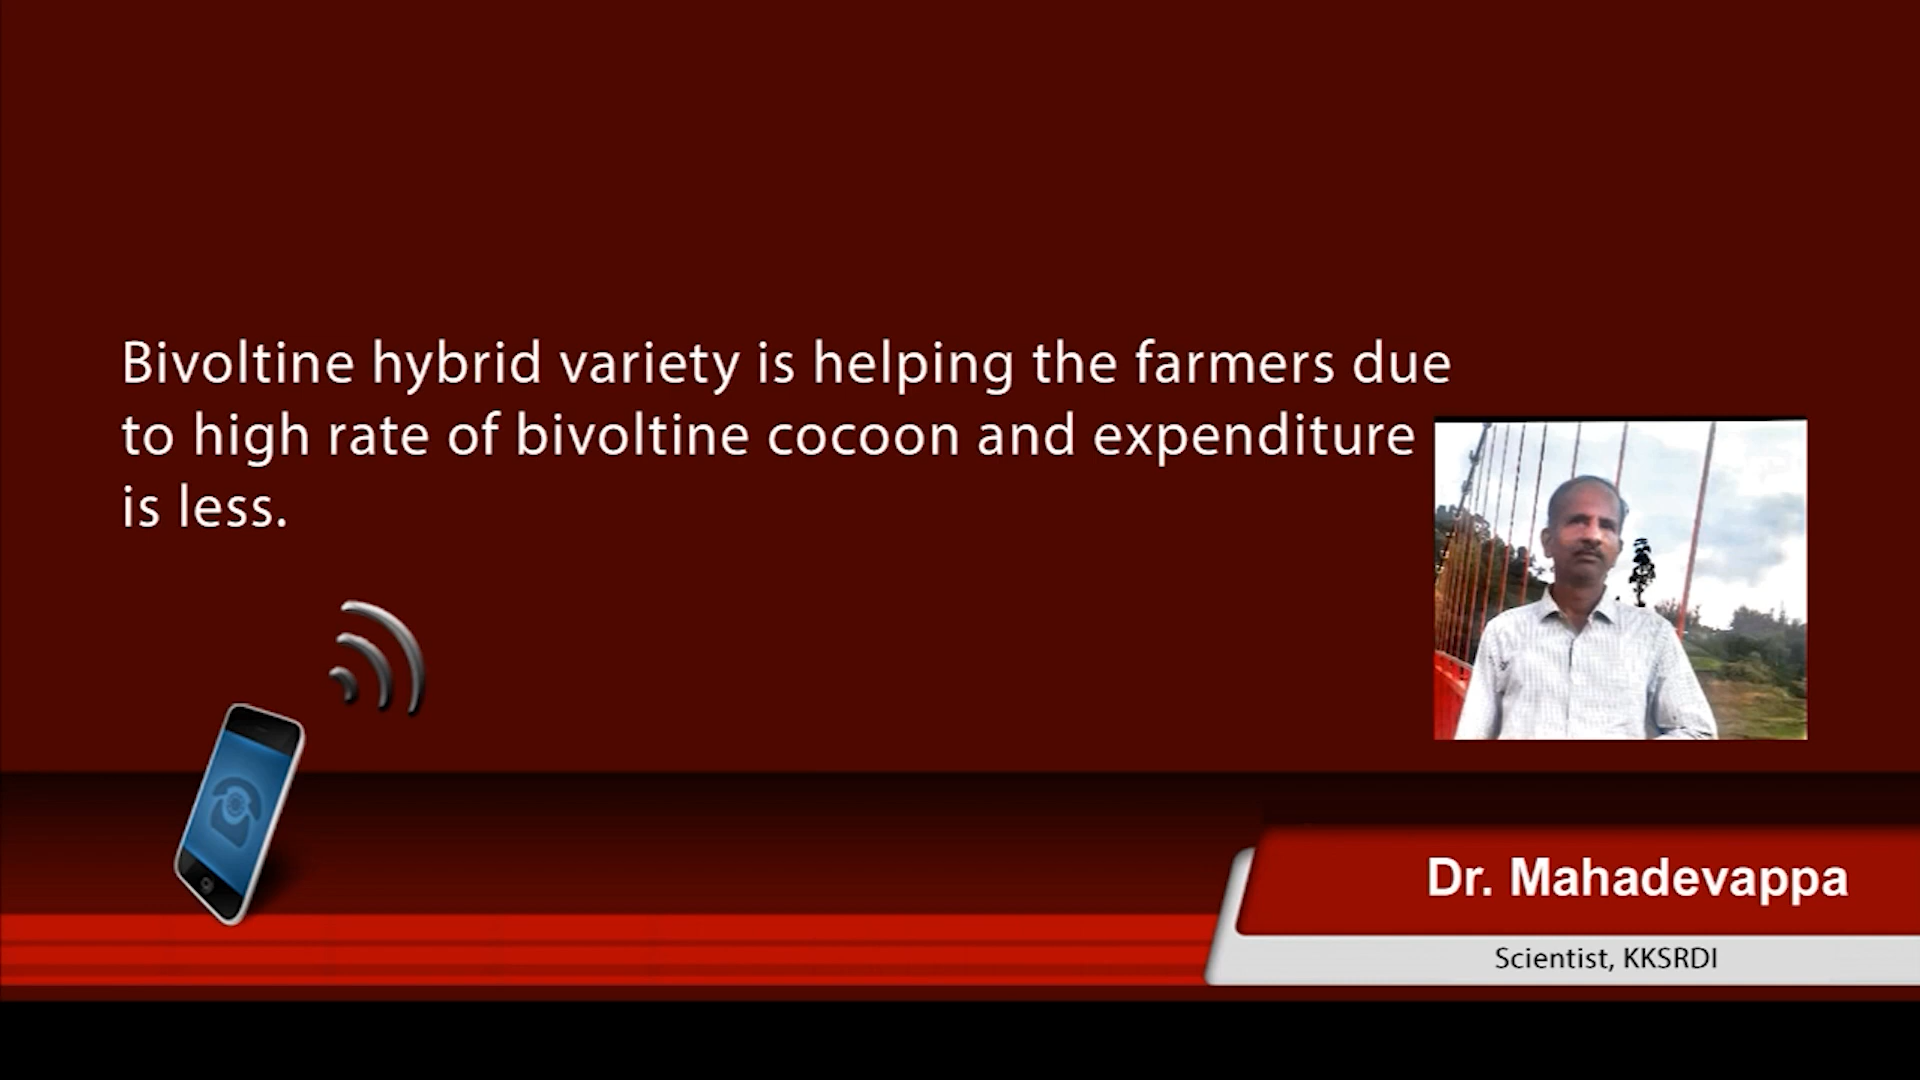 Bivoltine hybrid variety is helping the farmers due
to high rate of bivoltine cocoon and expenditure
is less.
Dr. Mahadevappa
Scientist, KKSRDI